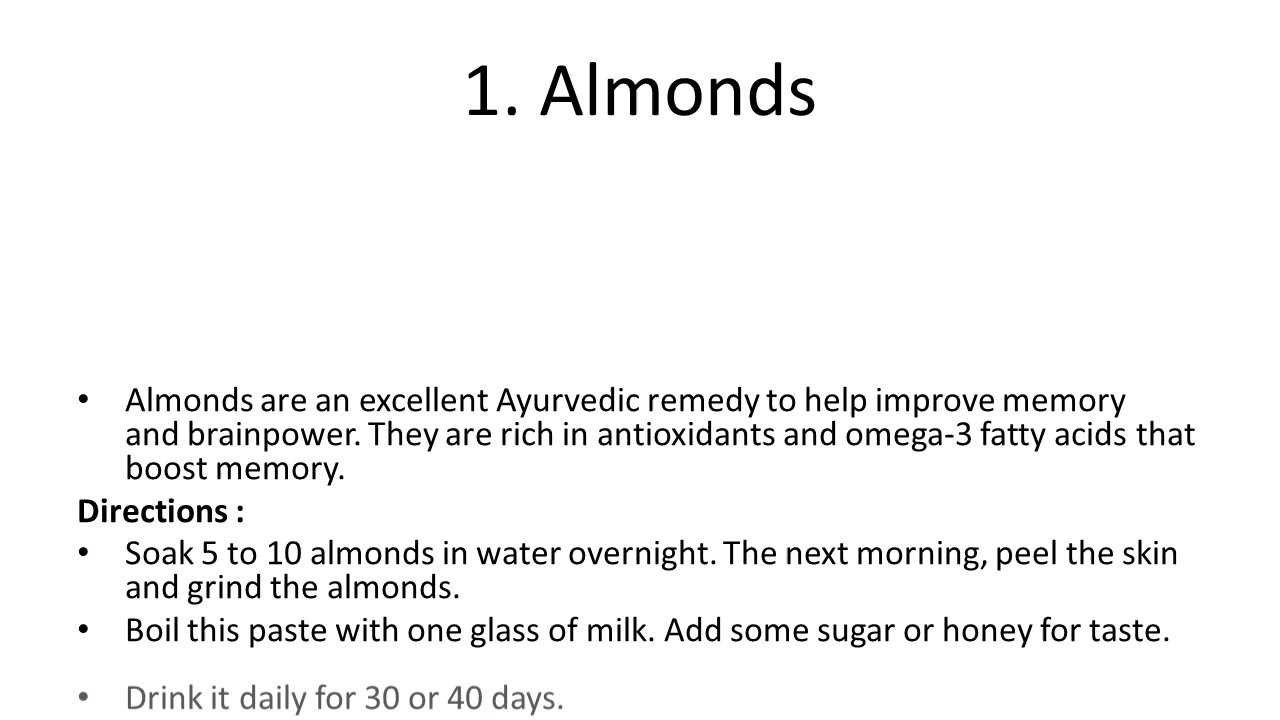 1. Almonds
• Almonds are an excellent Ayurvedic remedy to help improve memory
and brainpower. They are rich in antioxidants and omega-3 fatty acids that
boost memory.
Directions :
• Soak 5 to 10 almonds in water overnight. The next morning, peel the skin
and grind the almonds.
• Boil this paste with one glass of milk. Add some sugar or honey for taste.
• Drink it daily for 30 or 40 days.